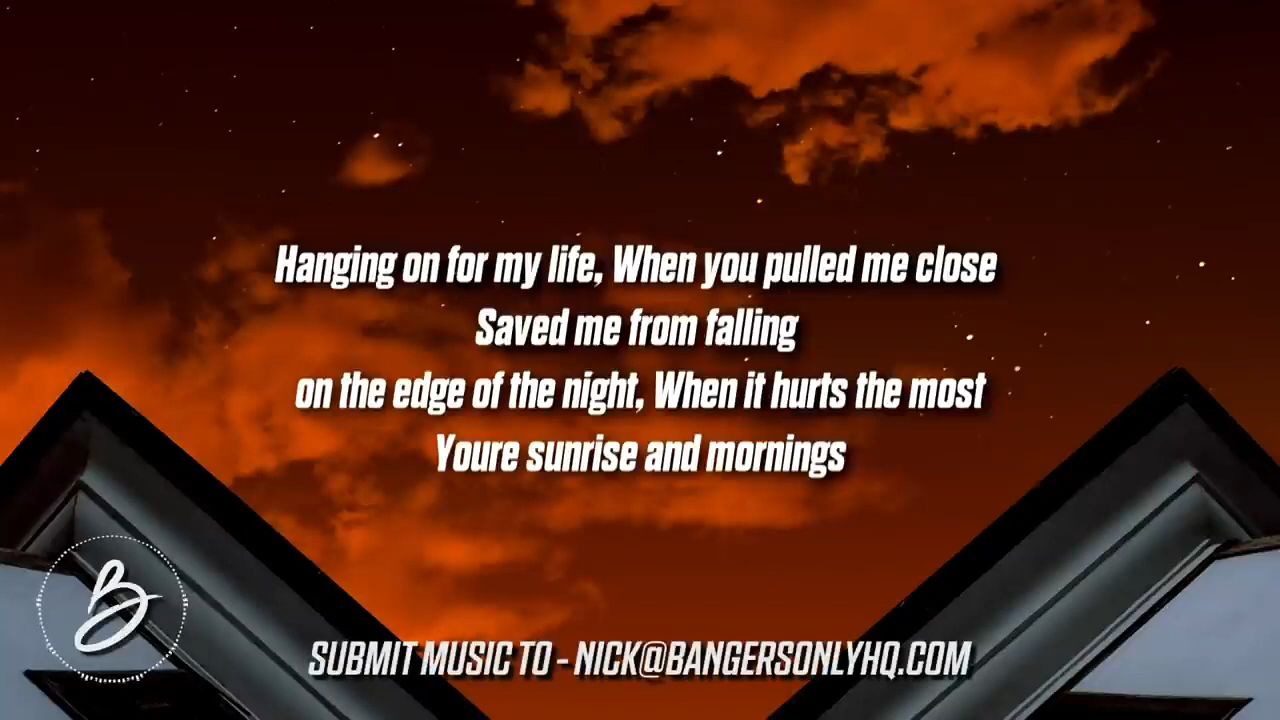 Hanging on for my life, When you pulled me close
Saved me from falling
on the edge of the night, When it hurts the most
Youre sunrise and mornings
B
SUBMIT MUSIC TO - NICK@BANGERSONLYHQ.COM